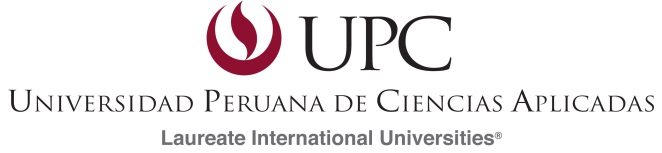 UPC
UNIVERSIDAD PERUANA DE CIENCIAS APLICADAS
Laureate International Universities®